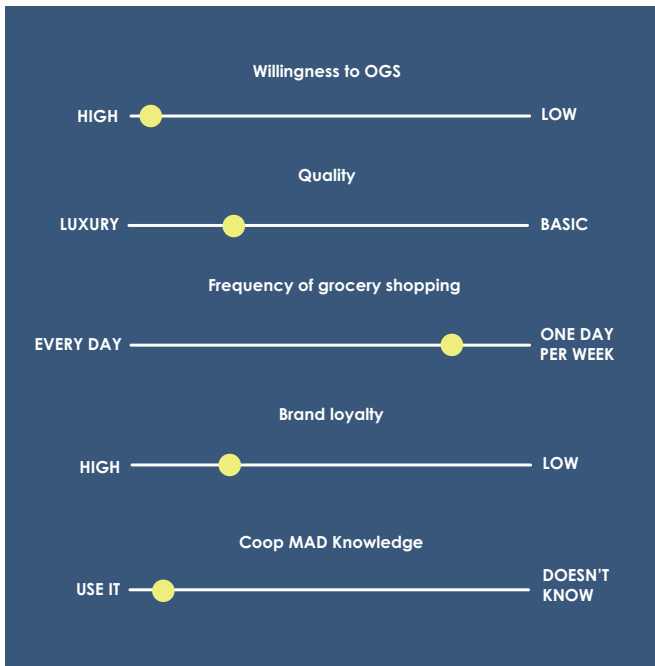 Willingness to OGS
HIGH
LOW
Quality
LUXURY
BASIC
Frequency of grocery shopping
EVERY DAY
ONE DAY
PER WEEK
Brand loyalty
HIGH
LOW
Coop MAD Knowledge
USE IT
DOESN'T
KNOW